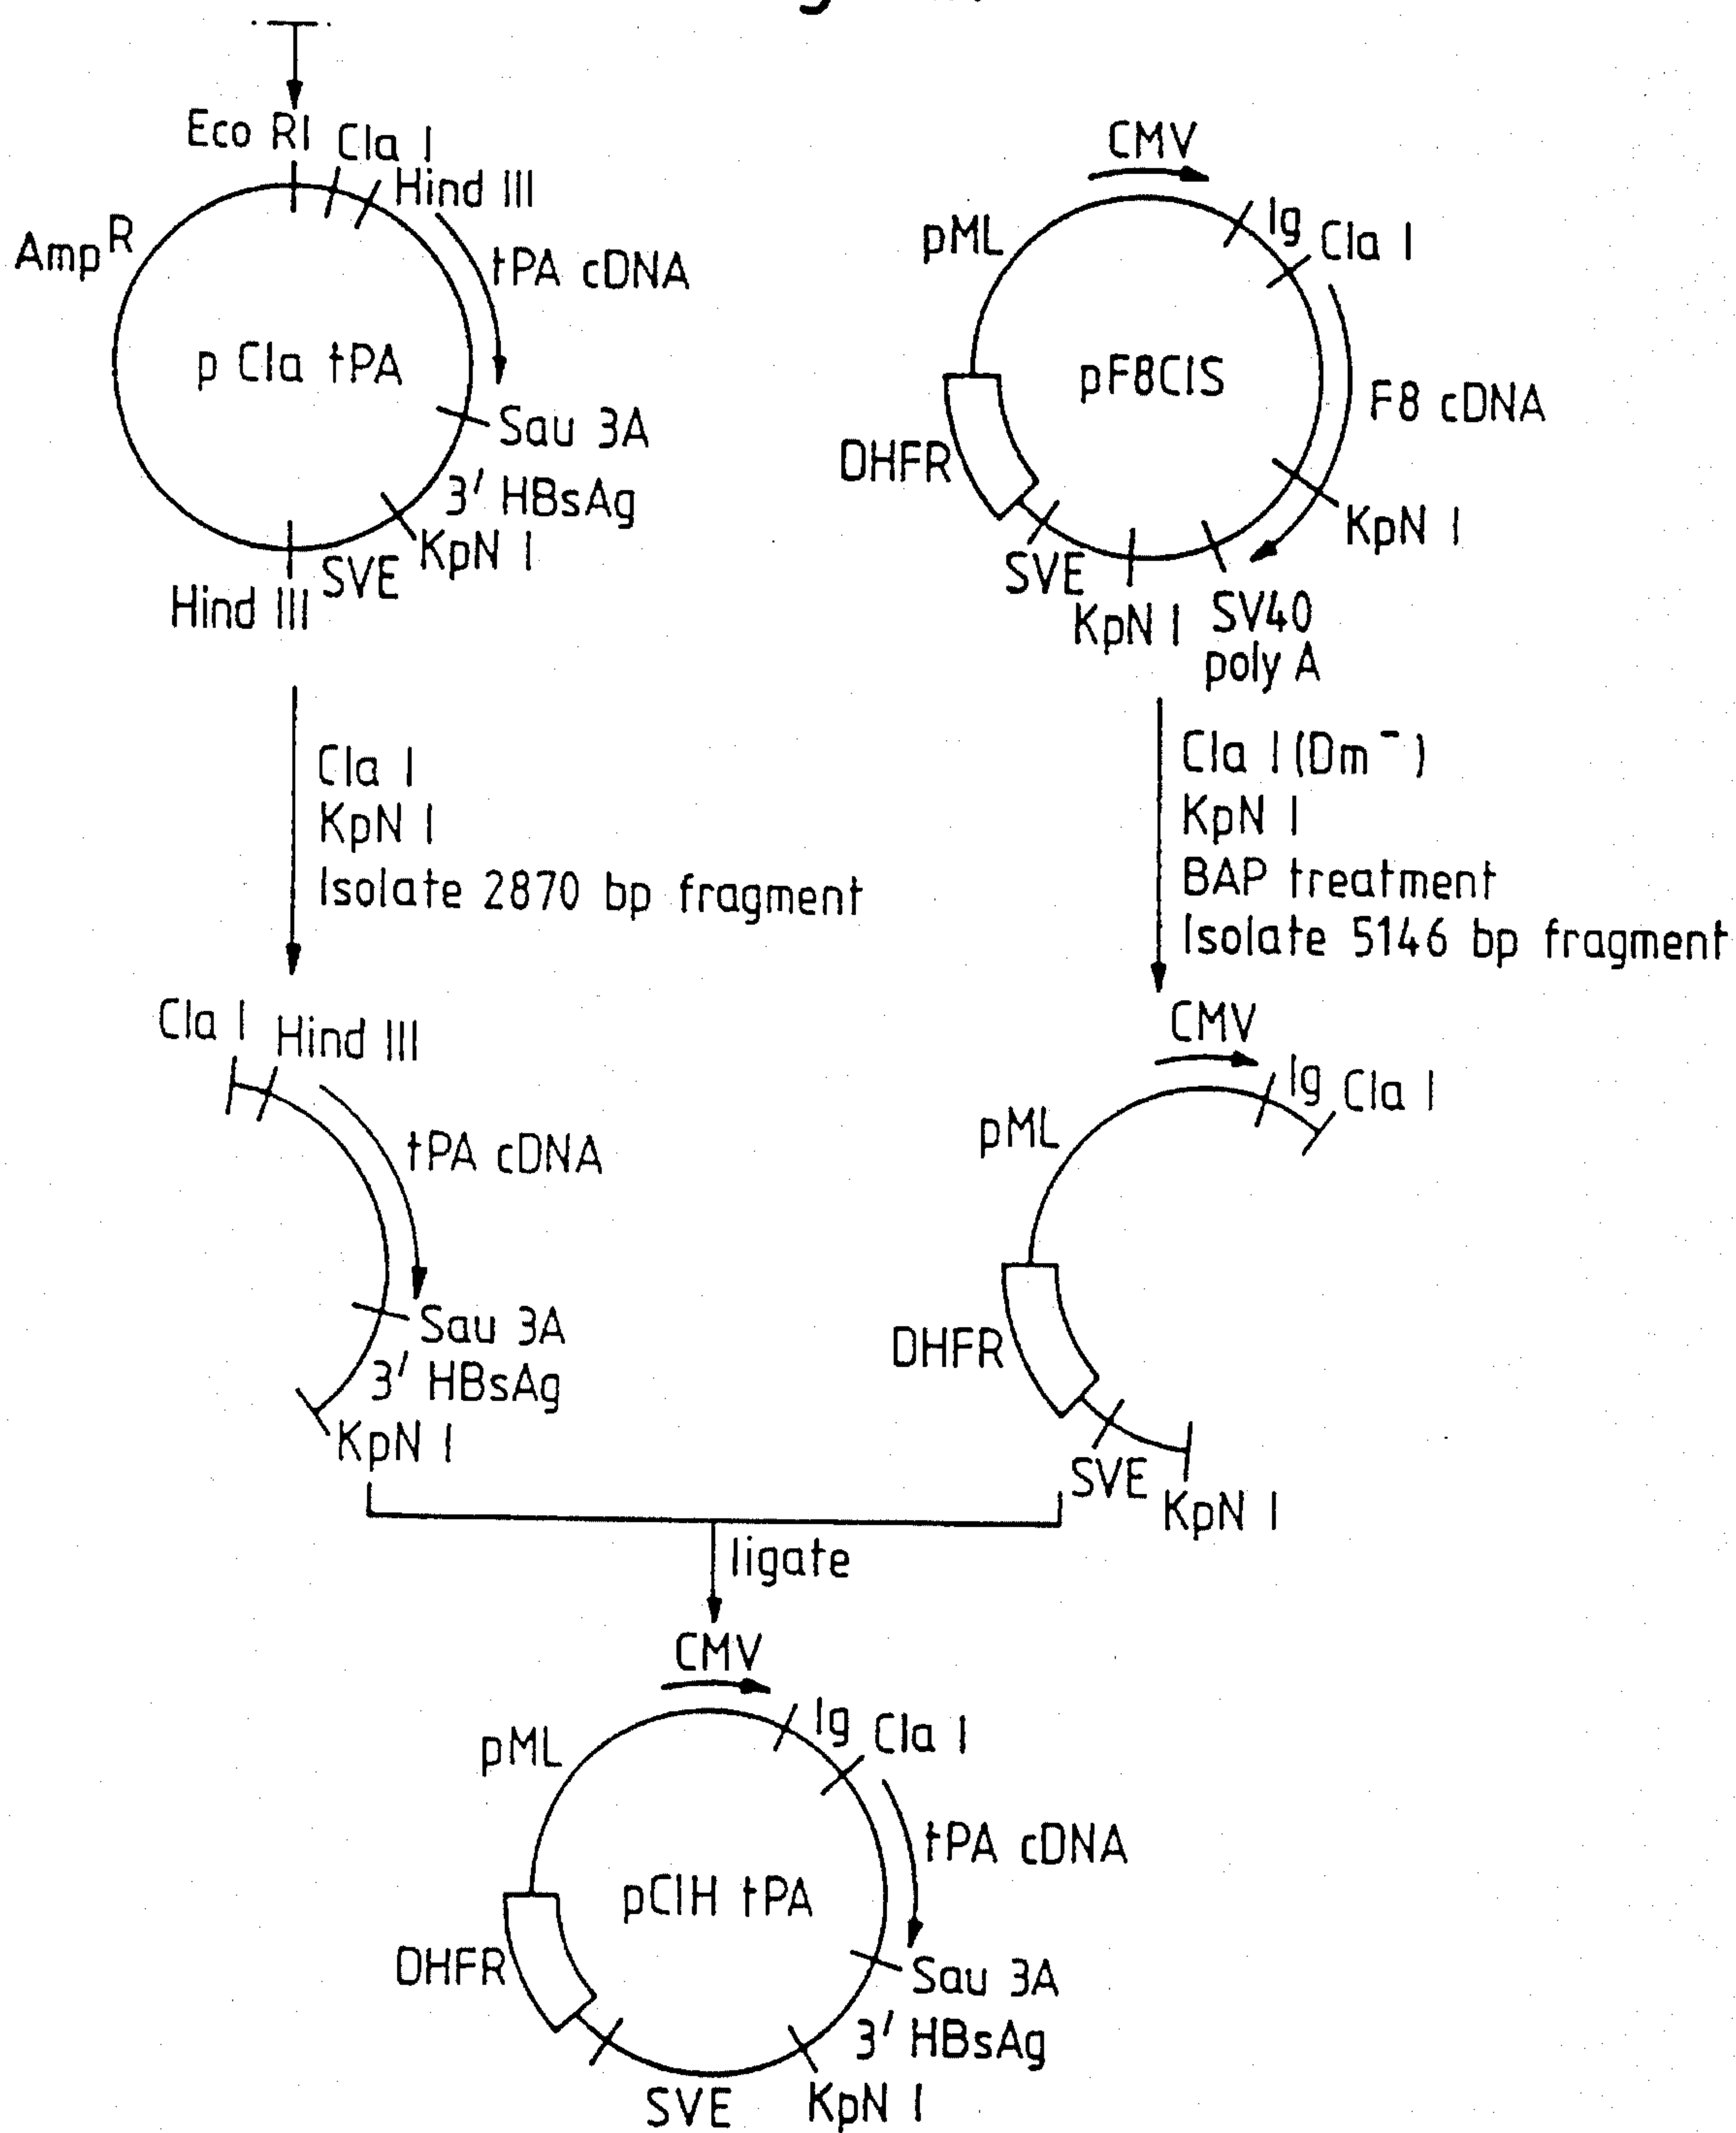 Eco RI
Cla I
Hind III
Amp R
tPA cDNA
p Cla tPA
Sau 3A
3' HBsAg
KpN I
SVE
Hind III
CMV
Ig
Cla I
pML
pF8CIS
F8 cDNA
DHFR
KpN I
SVE
KpN I
SV40
poly A
Cla I
KpN I
Isolate 2870 bp fragment
Cla I (Dm⁻)
KpN I
BAP treatment
Isolate 5146 bp fragment
Cla I
Hind III
tPA cDNA
Sau 3A
3' HBsAg
KpN I
CMV
Ig
Cla I
pML
DHFR
SVE
KpN I
ligate
CMV
Ig
Cla I
pML
tPA cDNA
pCIH tPA
DHFR
Sau 3A
3' HBsAg
KpN I
SVE